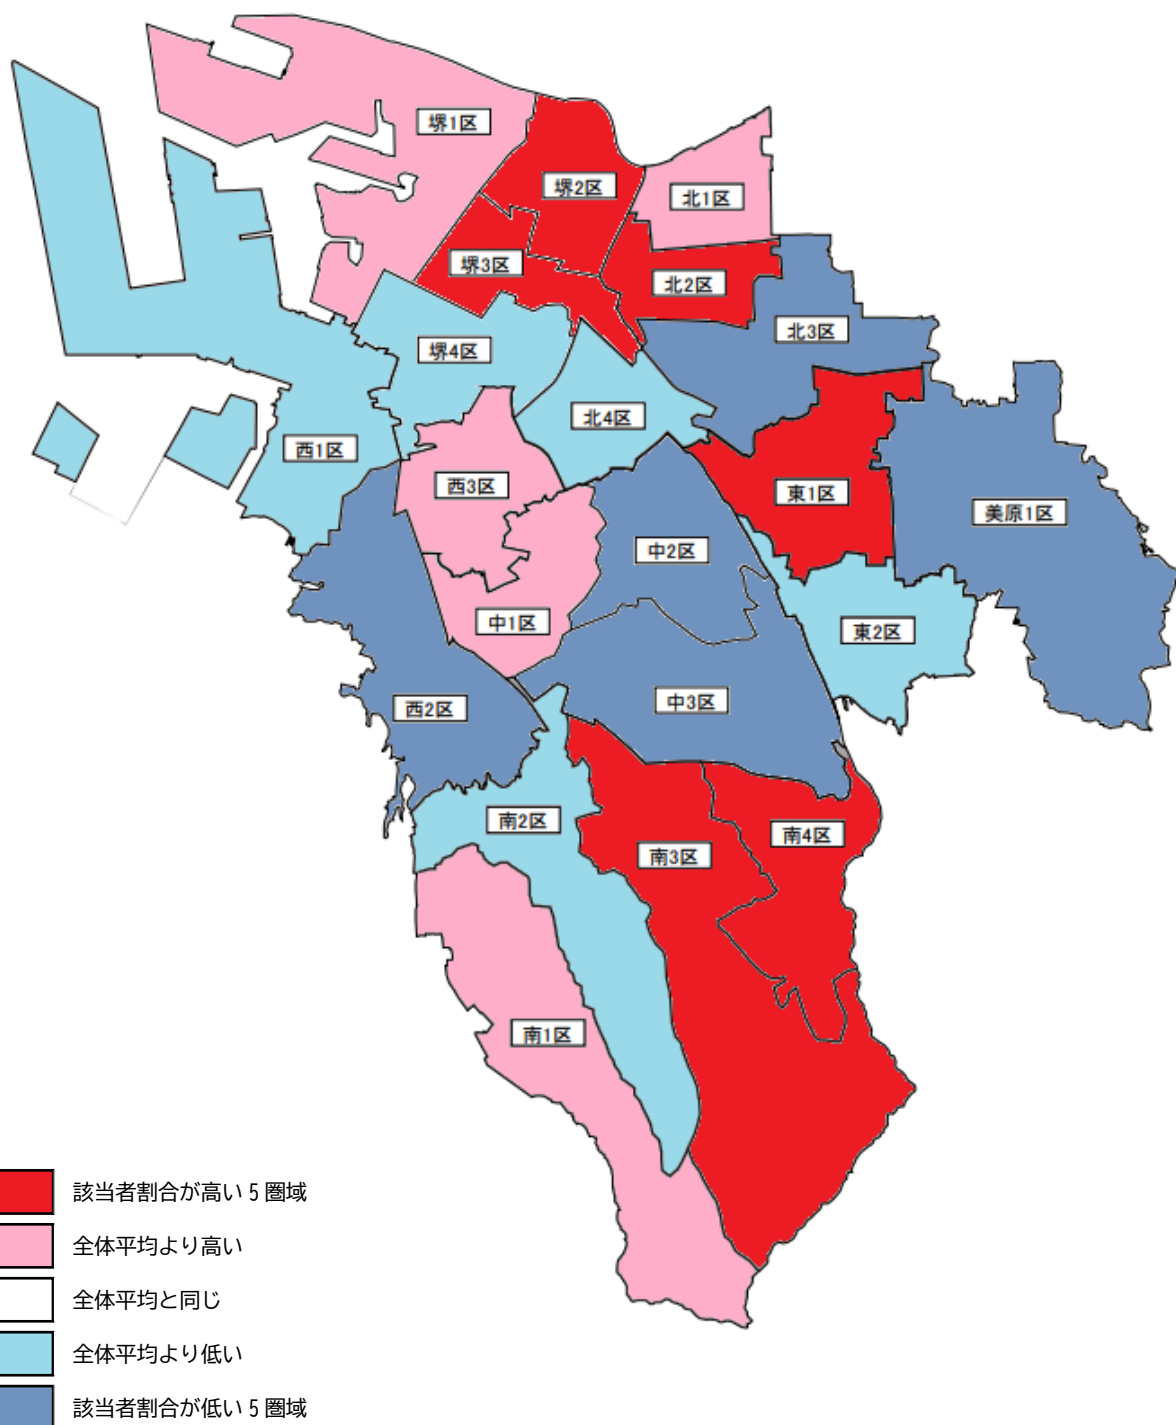 堺1区
堺2区
北1区
堺3区
北2区
北3区
堺4区
北4区
西1区
西3区
東1区
美原1区
中2区
中1区
東2区
西2区
中3区
南2区
南4区
南3区
南1区
該当者割合が高い5圏域
全体平均より高い
全体平均と同じ
全体平均より低い
該当者割合が低い5圏域